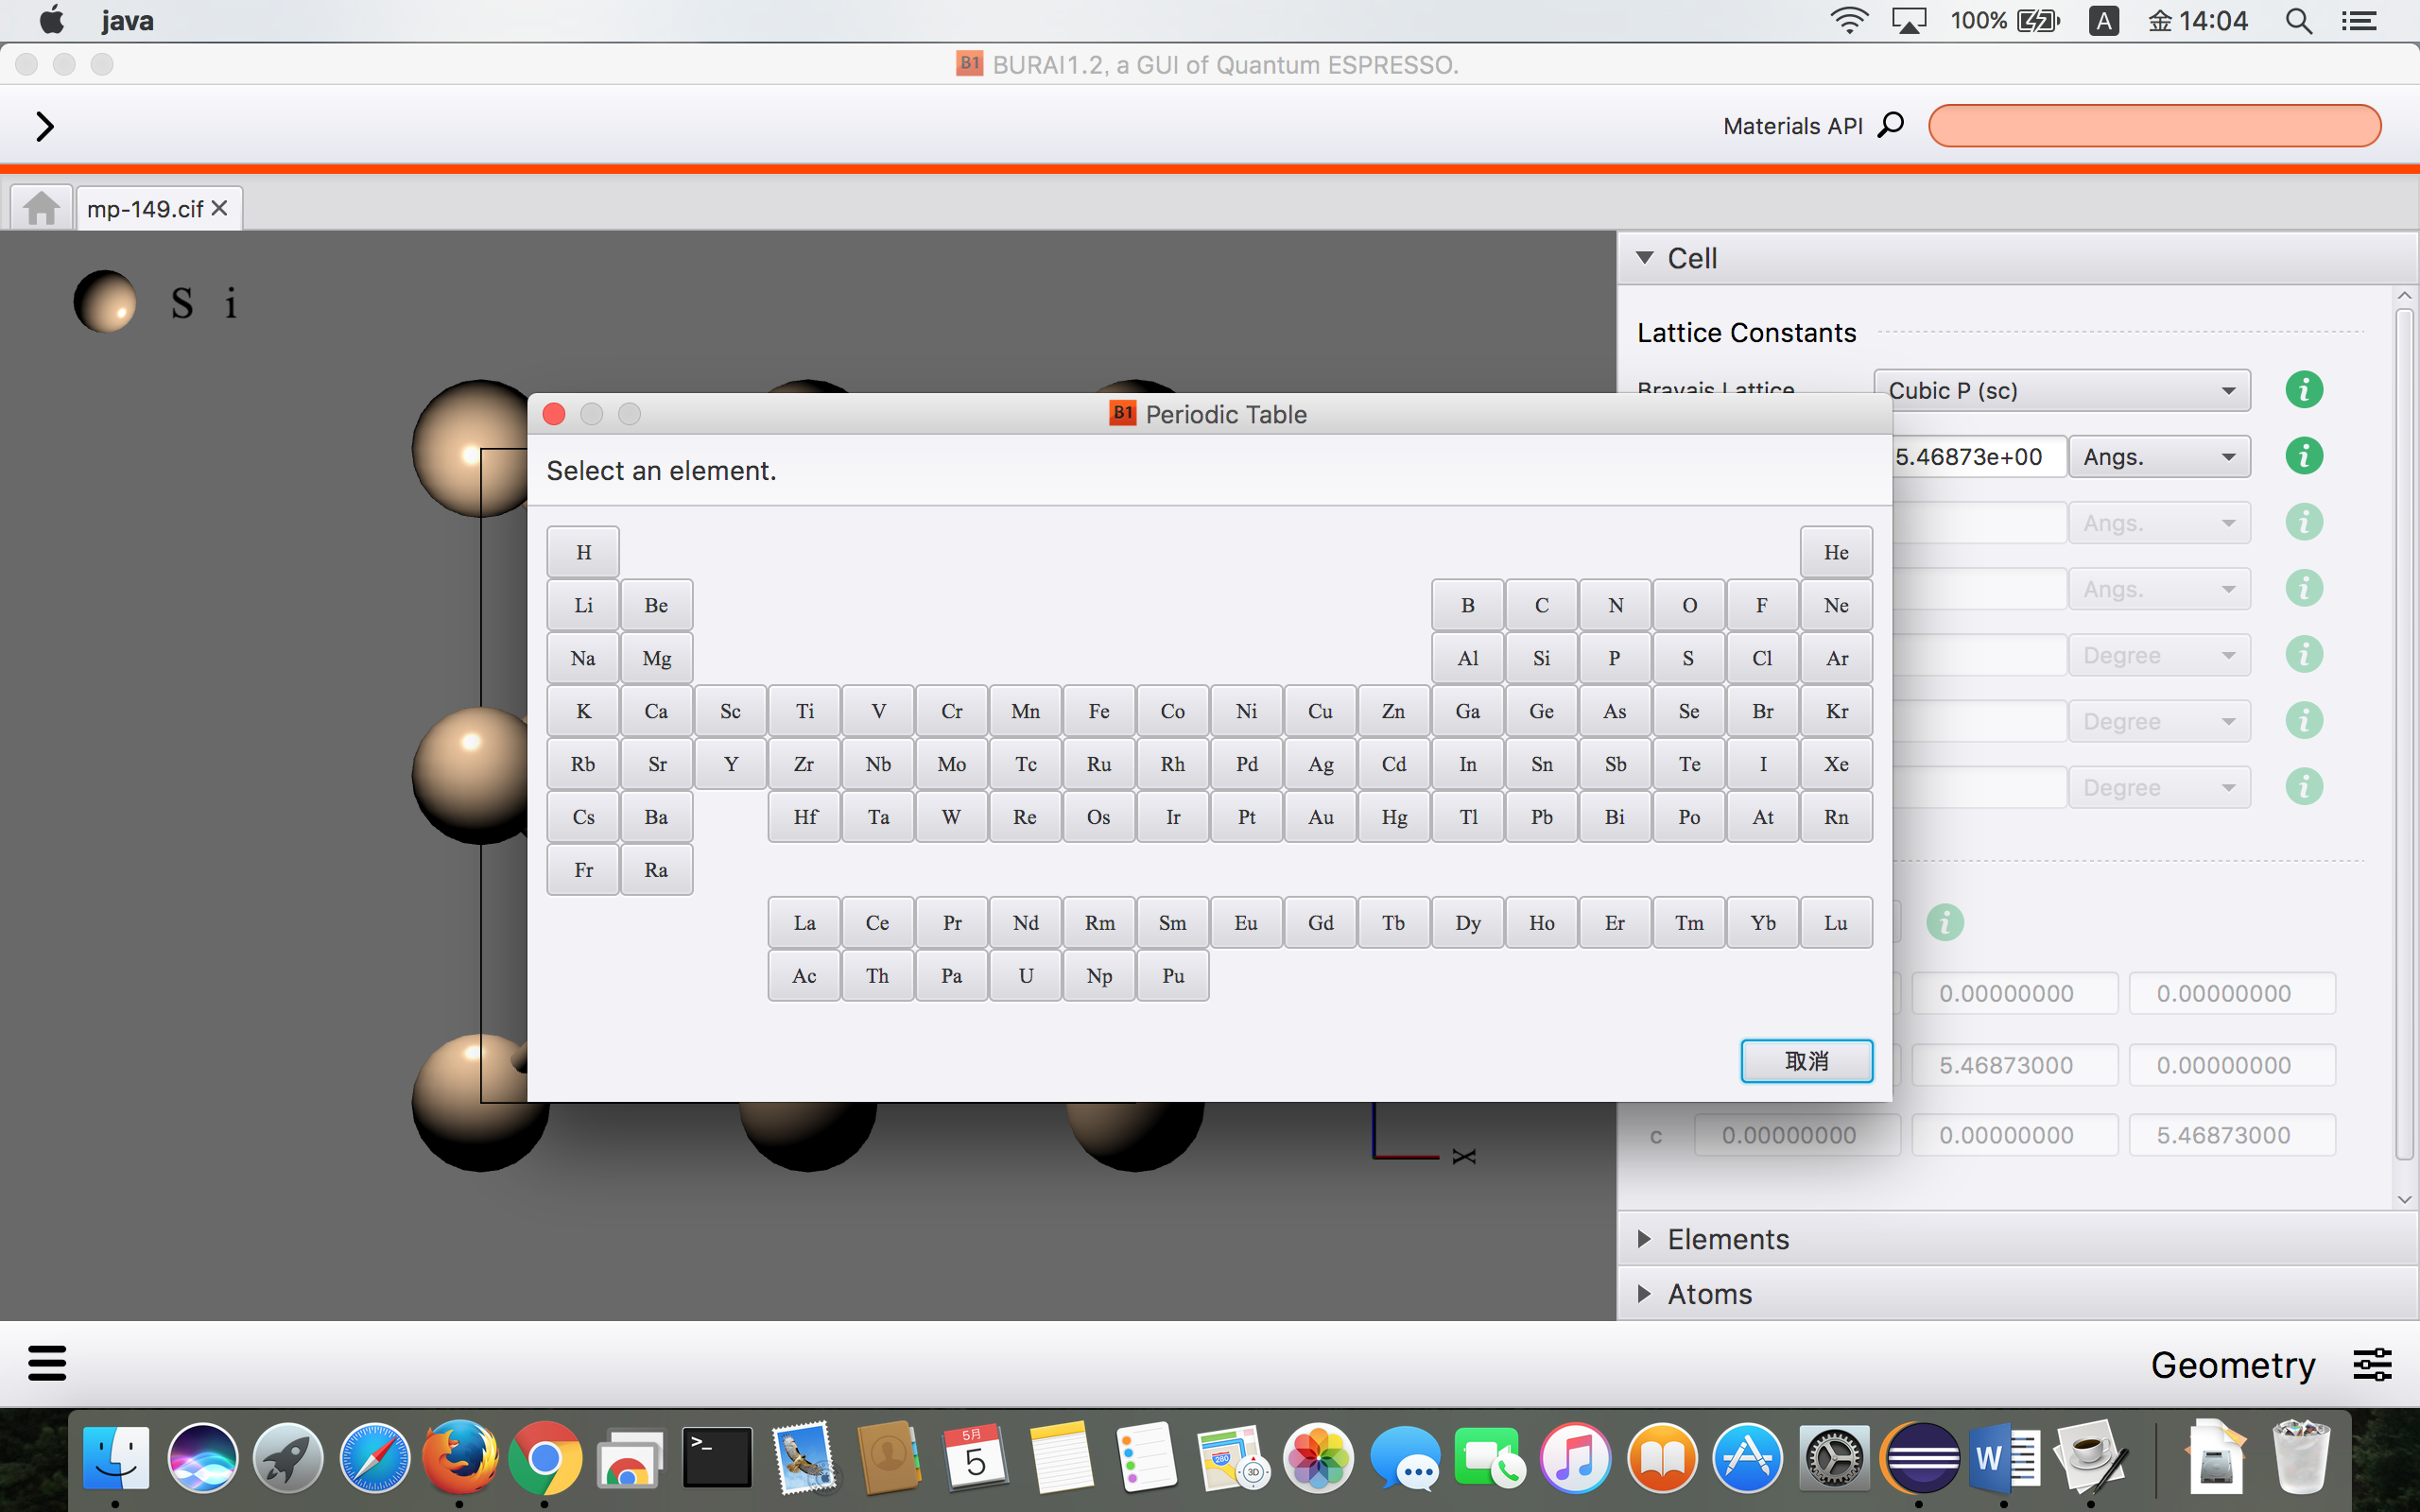 java
100% A 金 14:04
B1 BURAI1.2, a GUI of Quantum ESPRESSO.
Materials API
mp-149.cif
S i
Cell
Lattice Constants
Bravais Lattice Cubic P (sc)
5.46873e+00 Angs.
Angs.
Angs.
Degree
Degree
Degree
B1 Periodic Table
Select an element.
H He
Li Be B C N O F Ne
Na Mg Al Si P S Cl Ar
K Ca Sc Ti V Cr Mn Fe Co Ni Cu Zn Ga Ge As Se Br Kr
Rb Sr Y Zr Nb Mo Tc Ru Rh Pd Ag Cd In Sn Sb Te I Xe
Cs Ba Hf Ta W Re Os Ir Pt Au Hg Tl Pb Bi Po At Rn
Fr Ra
La Ce Pr Nd Rm Sm Eu Gd Tb Dy Ho Er Tm Yb Lu
Ac Th Pa U Np Pu
取消
0.00000000 0.00000000
5.46873000 0.00000000
c 0.00000000 0.00000000 5.46873000
X
Elements
Atoms
Geometry
5月
5
280
3D
W